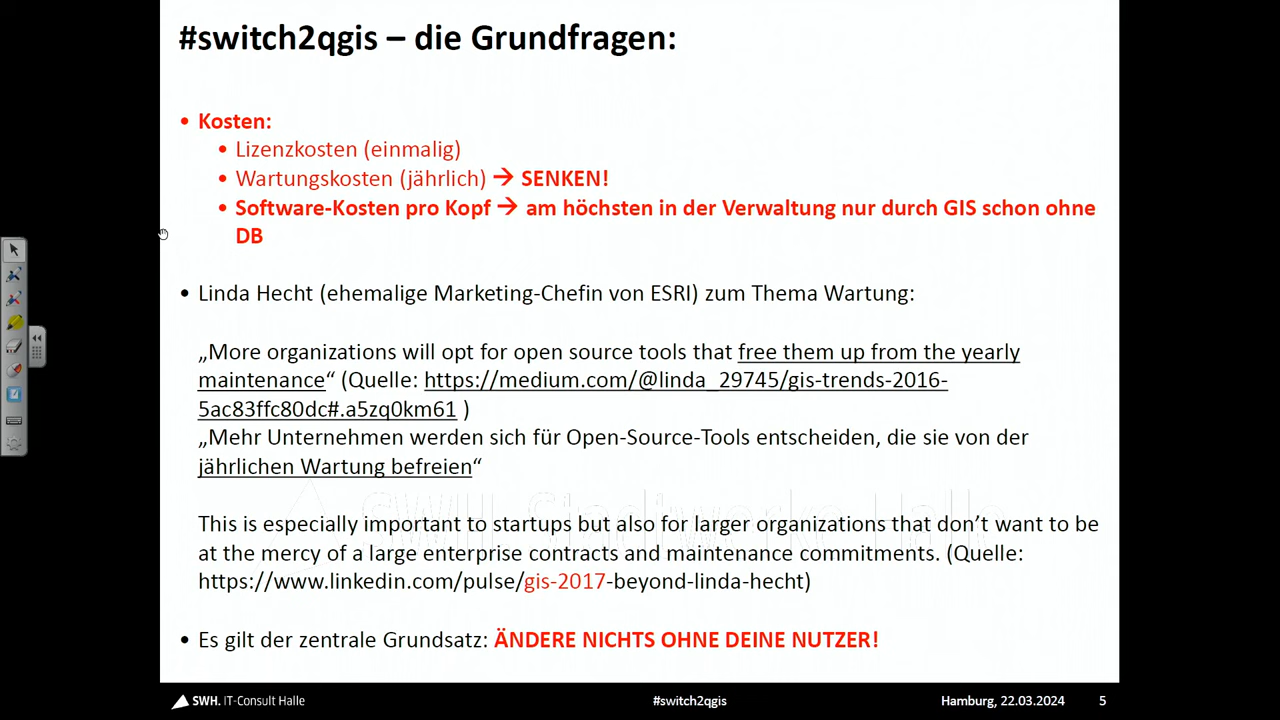 #switch2qgis – die Grundfragen:
• Kosten:
• Lizenzkosten (einmalig)
• Wartungskosten (jährlich) → SENKEN!
• Software-Kosten pro Kopf → am höchsten in der Verwaltung nur durch GIS schon ohne
DB
• Linda Hecht (ehemalige Marketing-Chefin von ESRI) zum Thema Wartung:
„More organizations will opt for open source tools that free them up from the yearly
maintenance“ (Quelle: https://medium.com/@linda_29745/gis-trends-2016-
5ac83ffc80dc#.a5zq0km61 )
„Mehr Unternehmen werden sich für Open-Source-Tools entscheiden, die sie von der
jährlichen Wartung befreien“
SWH. Stadtwerke Halle
This is especially important to startups but also for larger organizations that don’t want to be
at the mercy of a large enterprise contracts and maintenance commitments. (Quelle:
https://www.linkedin.com/pulse/gis-2017-beyond-linda-hecht)
• Es gilt der zentrale Grundsatz: ÄNDERE NICHTS OHNE DEINE NUTZER!
SWH. IT-Consult Halle #switch2qgis Hamburg, 22.03.2024 5